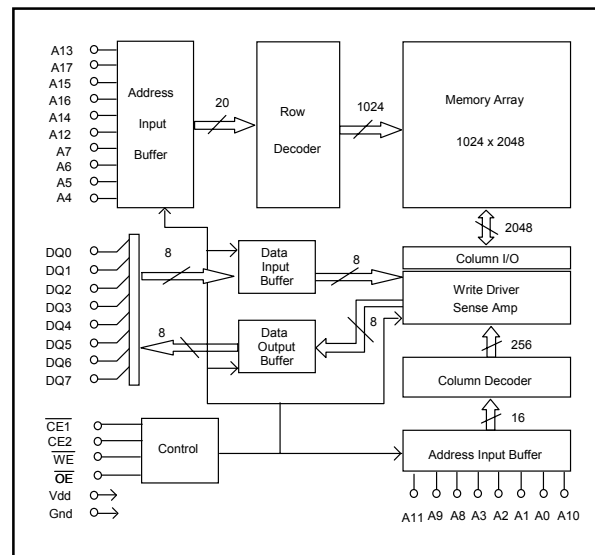 A13
A17
A15
A16
A14
A12
A7
A6
A5
A4
Address
Input
Buffer
20
Row
Decoder
1024
Memory Array
1024 x 2048
2048
DQ0
DQ1
DQ2
DQ3
DQ4
DQ5
DQ6
DQ7
8
Data
Input
Buffer
8
Column I/O
Write Driver
Sense Amp
8
Data
Output
Buffer
8
256
Column Decoder
16
Address Input Buffer
CE1
CE2
WE
OE
Vdd
Gnd
Control
A11 A9 A8 A3 A2 A1 A0 A10